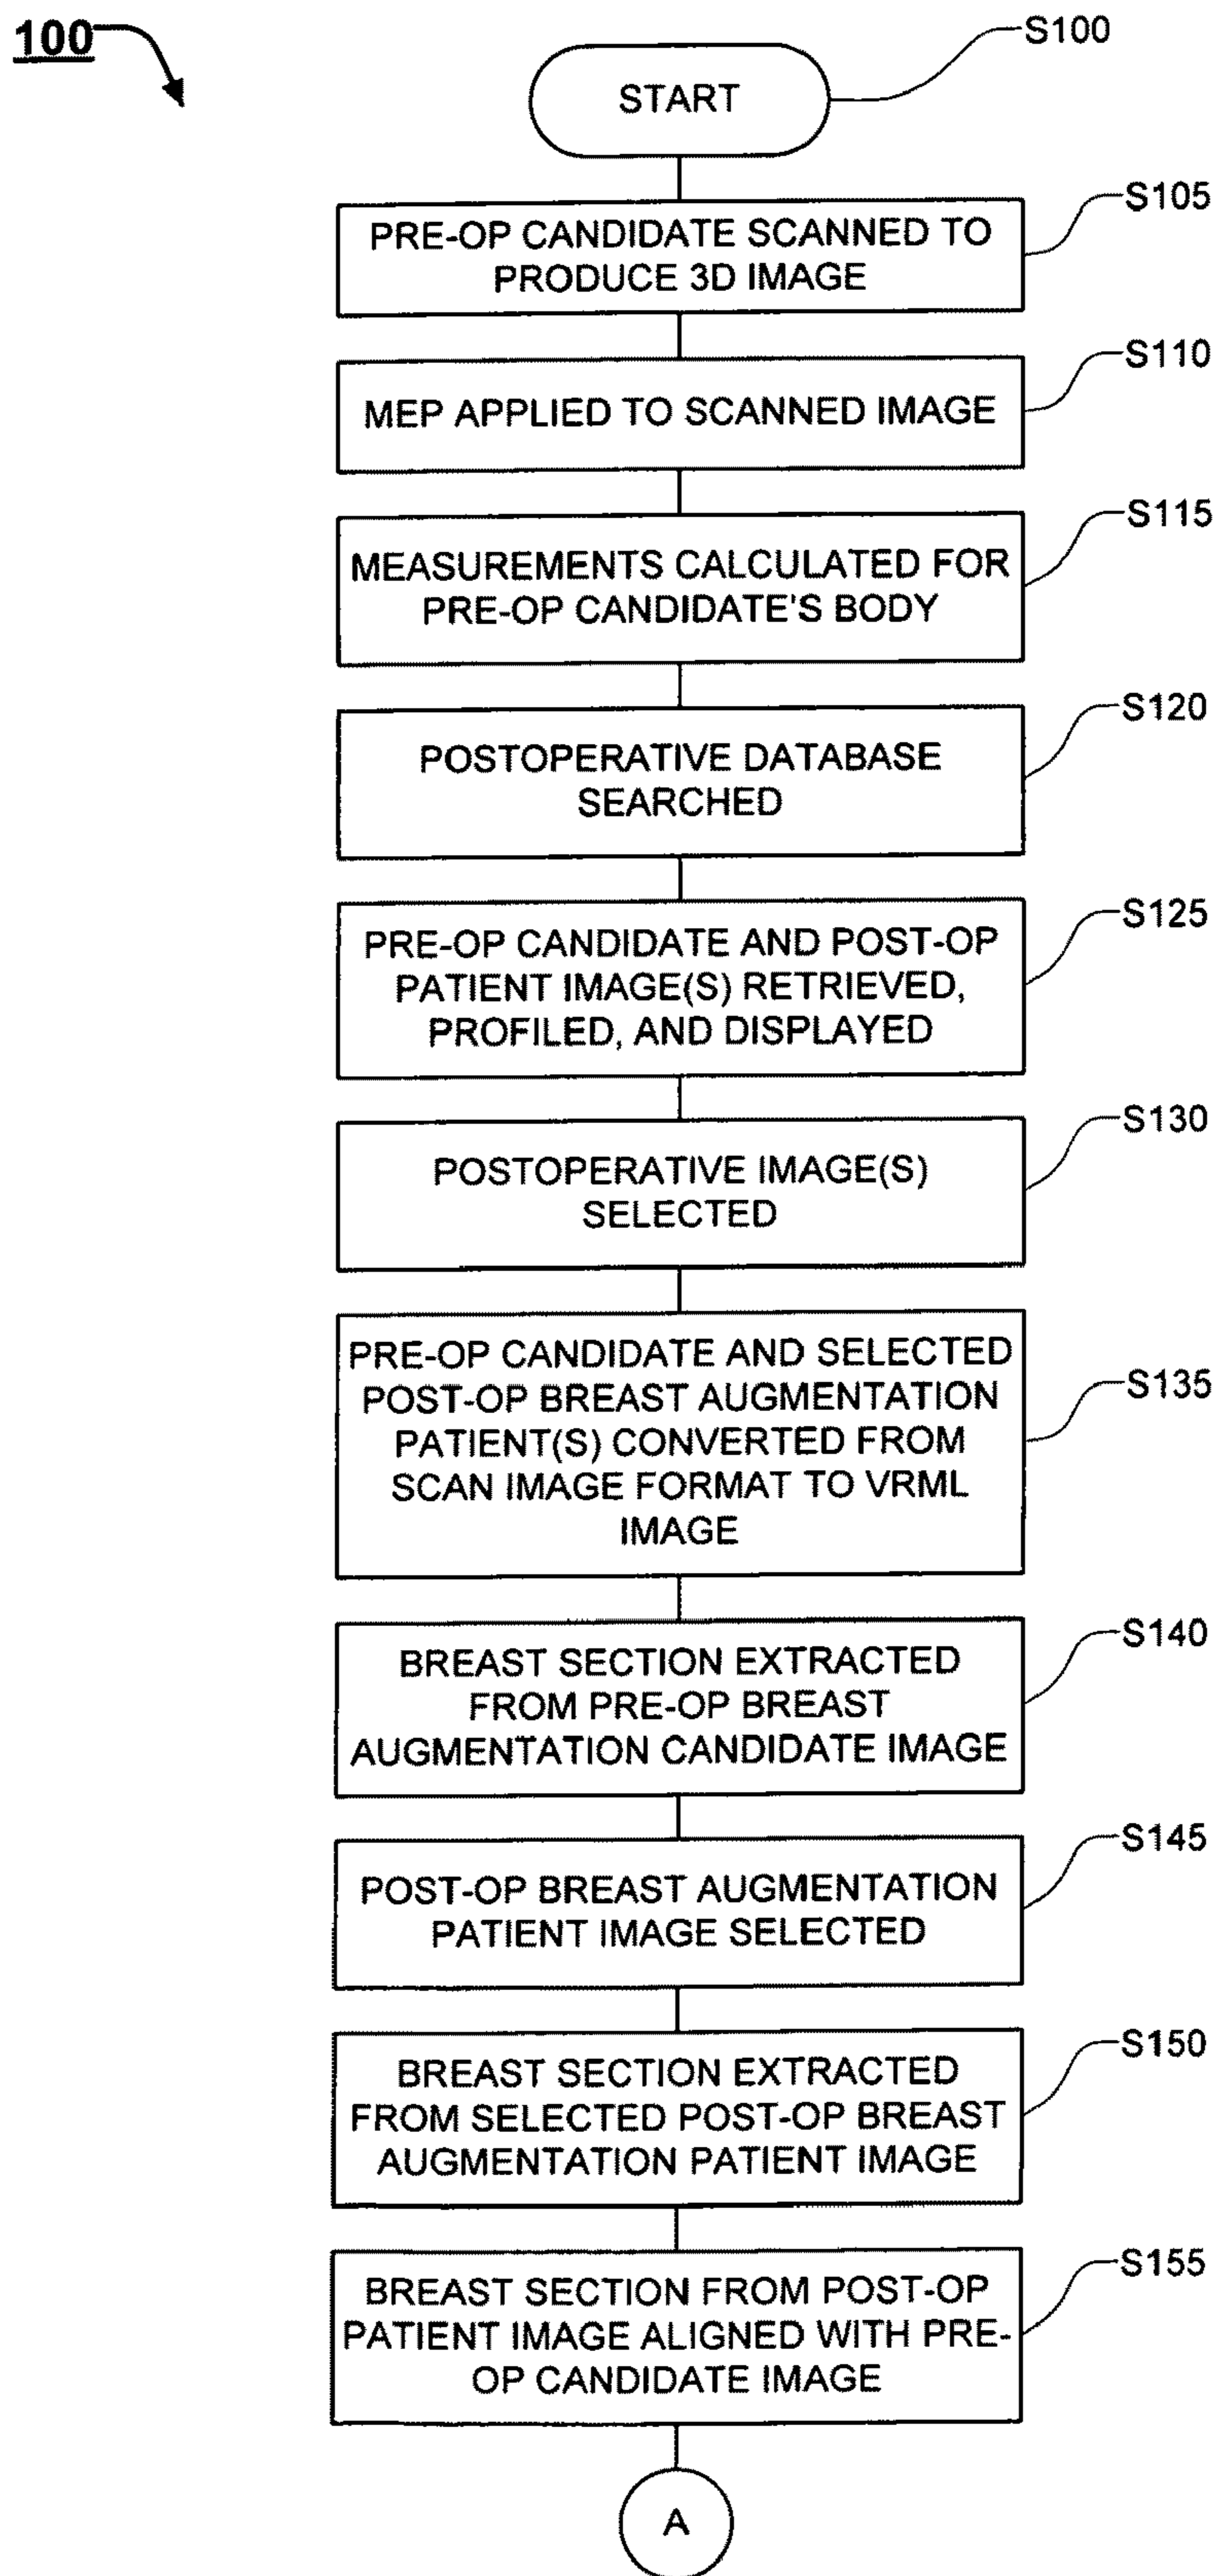 100
S100
START
S105
PRE-OP CANDIDATE SCANNED TO
PRODUCE 3D IMAGE
S110
MEP APPLIED TO SCANNED IMAGE
S115
MEASUREMENTS CALCULATED FOR
PRE-OP CANDIDATE'S BODY
S120
POSTOPERATIVE DATABASE
SEARCHED
S125
PRE-OP CANDIDATE AND POST-OP
PATIENT IMAGE(S) RETRIEVED,
PROFILED, AND DISPLAYED
S130
POSTOPERATIVE IMAGE(S)
SELECTED
S135
PRE-OP CANDIDATE AND SELECTED
POST-OP BREAST AUGMENTATION
PATIENT(S) CONVERTED FROM
SCAN IMAGE FORMAT TO VRML
IMAGE
S140
BREAST SECTION EXTRACTED
FROM PRE-OP BREAST
AUGMENTATION CANDIDATE IMAGE
S145
POST-OP BREAST AUGMENTATION
PATIENT IMAGE SELECTED
S150
BREAST SECTION EXTRACTED
FROM SELECTED POST-OP BREAST
AUGMENTATION PATIENT IMAGE
S155
BREAST SECTION FROM POST-OP
PATIENT IMAGE ALIGNED WITH PRE-
OP CANDIDATE IMAGE
A